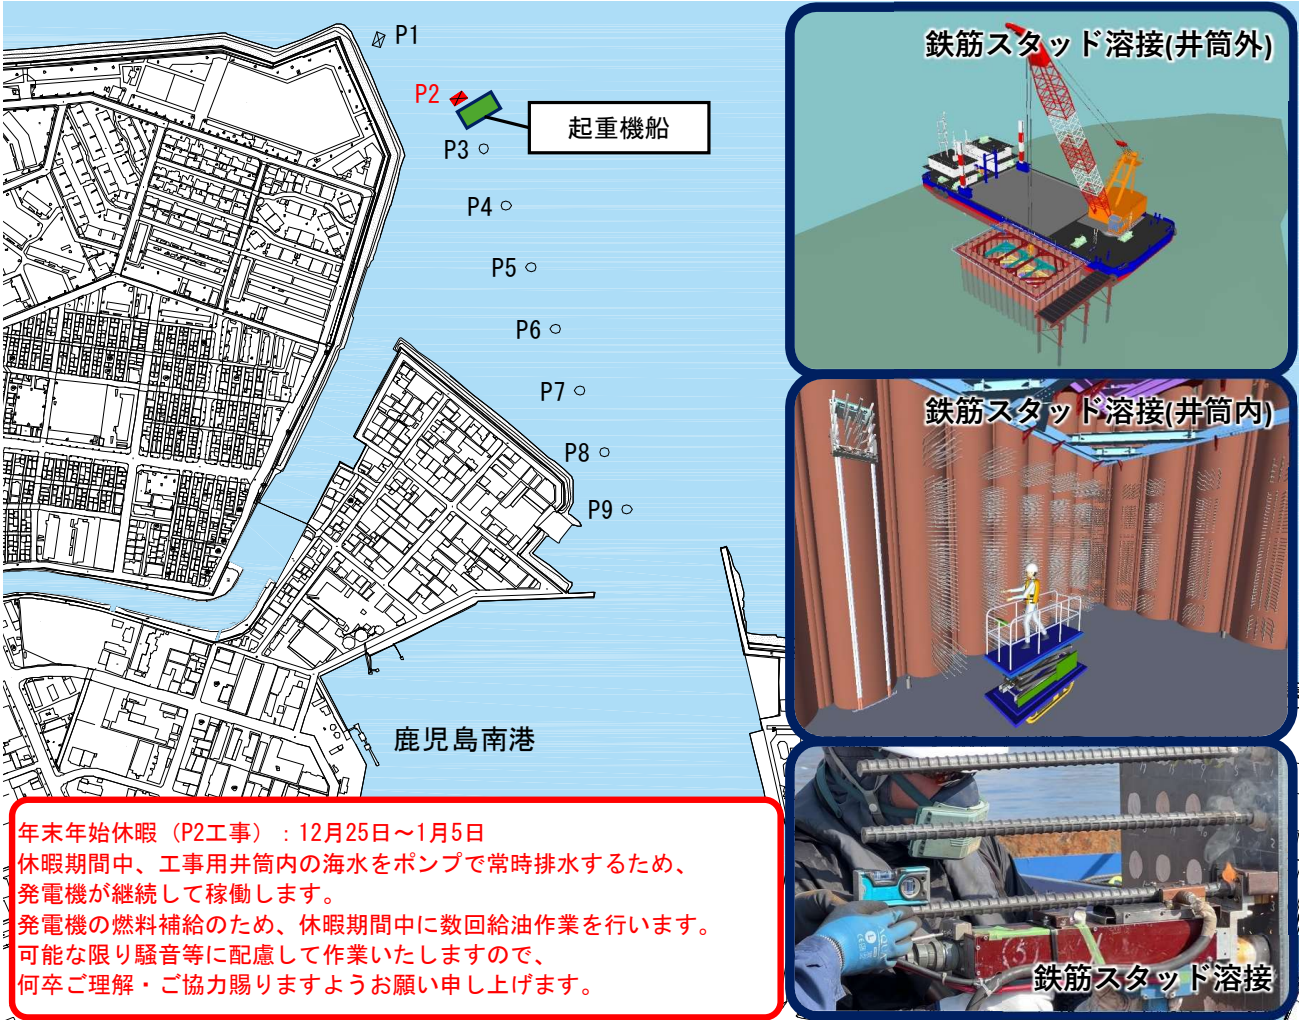 P1
P2
起重機船
P3
P4
P5
P6
P7
P8
P9
鹿児島南港
鉄筋スタッド溶接(井筒外)
鉄筋スタッド溶接(井筒内)
鉄筋スタッド溶接
年末年始休暇（P2工事）：12月25日～1月5日
休暇期間中、工事用井筒内の海水をポンプで常時排水するため、
発電機が継続して稼働します。
発電機の燃料補給のため、休暇期間中に数回給油作業を行います。
可能な限り騒音等に配慮して作業いたしますので、
何卒ご理解・ご協力賜りますようお願い申し上げます。